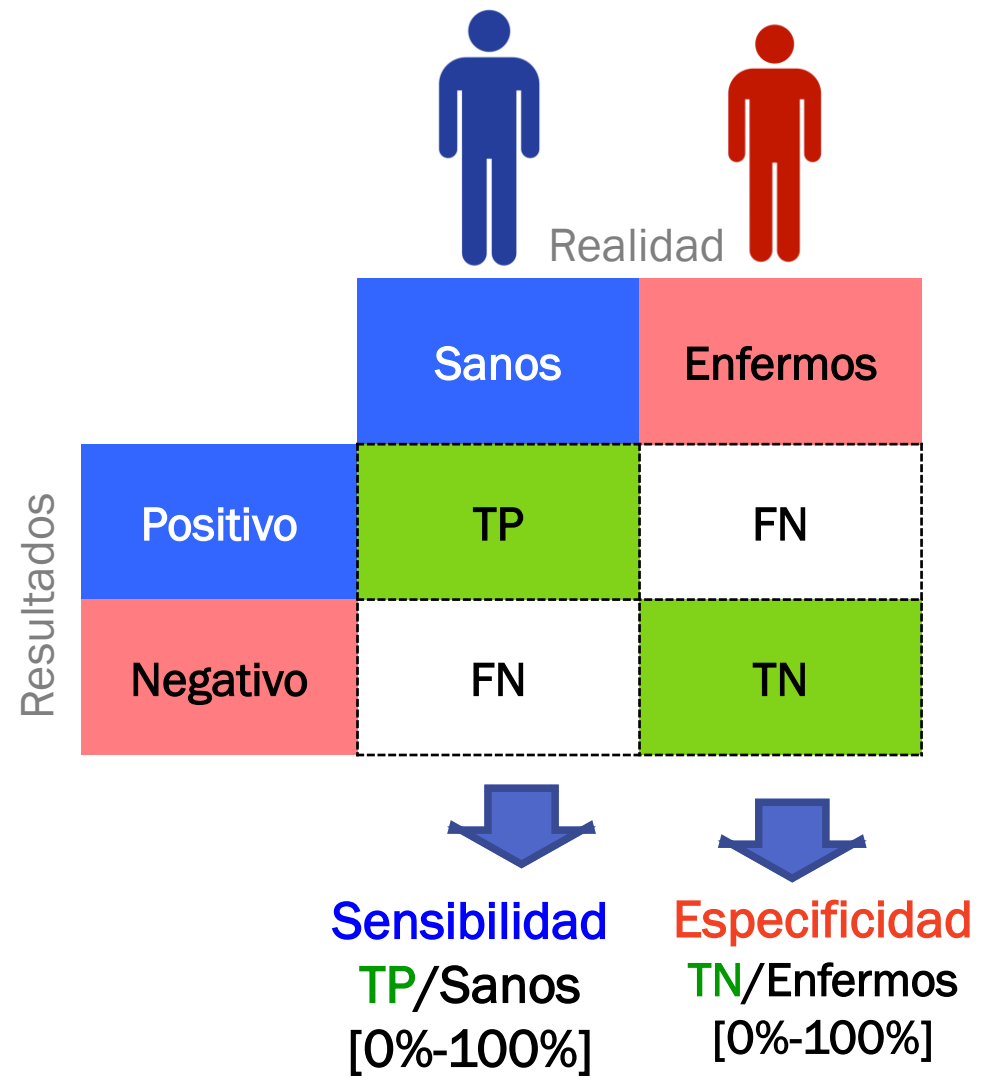 Realidad
Sanos
Enfermos
Resultados
Positivo
TP
FN
Negativo
FN
TN
Sensibilidad
TP/Sanos
[0%-100%]
Especificidad
TN/Enfermos
[0%-100%]